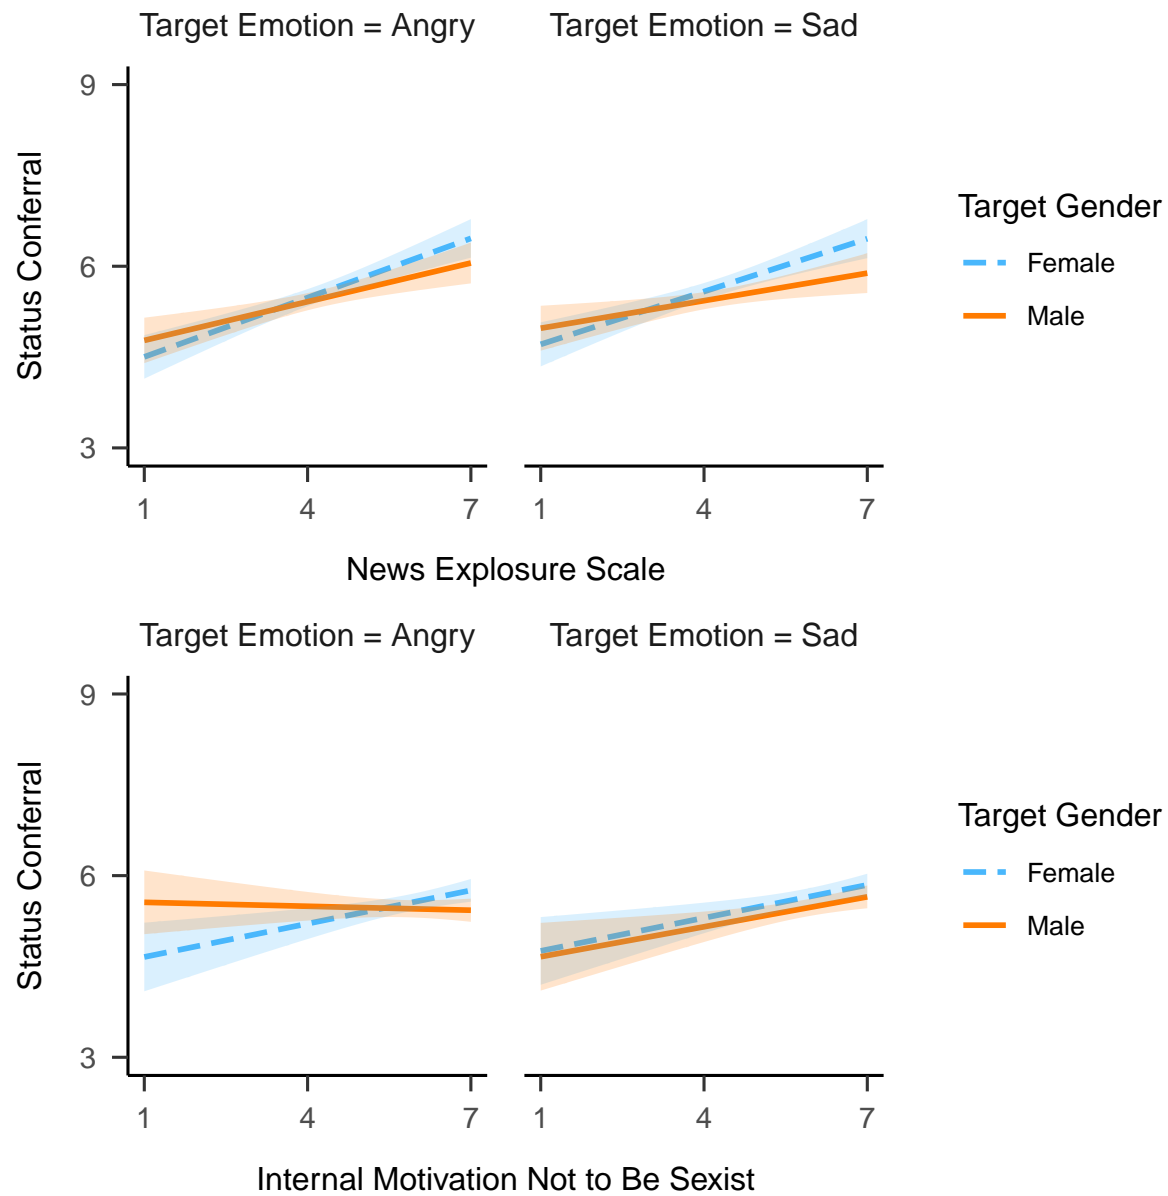 Target Emotion = Angry
Target Emotion = Sad
9
6
3
Status Conferral
1
4
7
1
4
7
News Explosure Scale
Target Gender
Female
Male
Target Emotion = Angry
Target Emotion = Sad
9
6
3
Status Conferral
1
4
7
1
4
7
Internal Motivation Not to Be Sexist
Target Gender
Female
Male